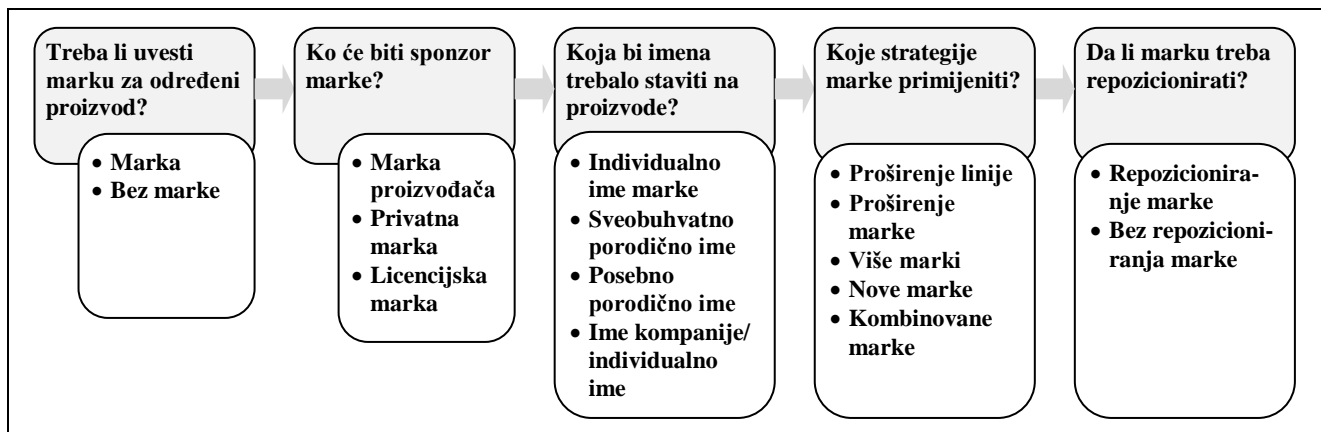 Treba li uvesti
marku za određeni
proizvod?
• Marka
• Bez marke
Ko će biti sponzor
marke?
• Marka
proizvođača
• Privatna
marka
• Licencijska
marka
Koja bi imena
trebalo staviti na
proizvode?
• Individualno
ime marke
• Sveobuhvatno
porodično ime
• Posebno
porodično ime
• Ime kompanije/
individualno
ime
Koje strategije
marke primijeniti?
• Proširenje linije
• Proširenje
marke
• Više marki
• Nove marke
• Kombinovane
marke
Da li marku treba
repozicionirati?
• Repozicionira-
nje marke
• Bez repozicioni-
ranja marke